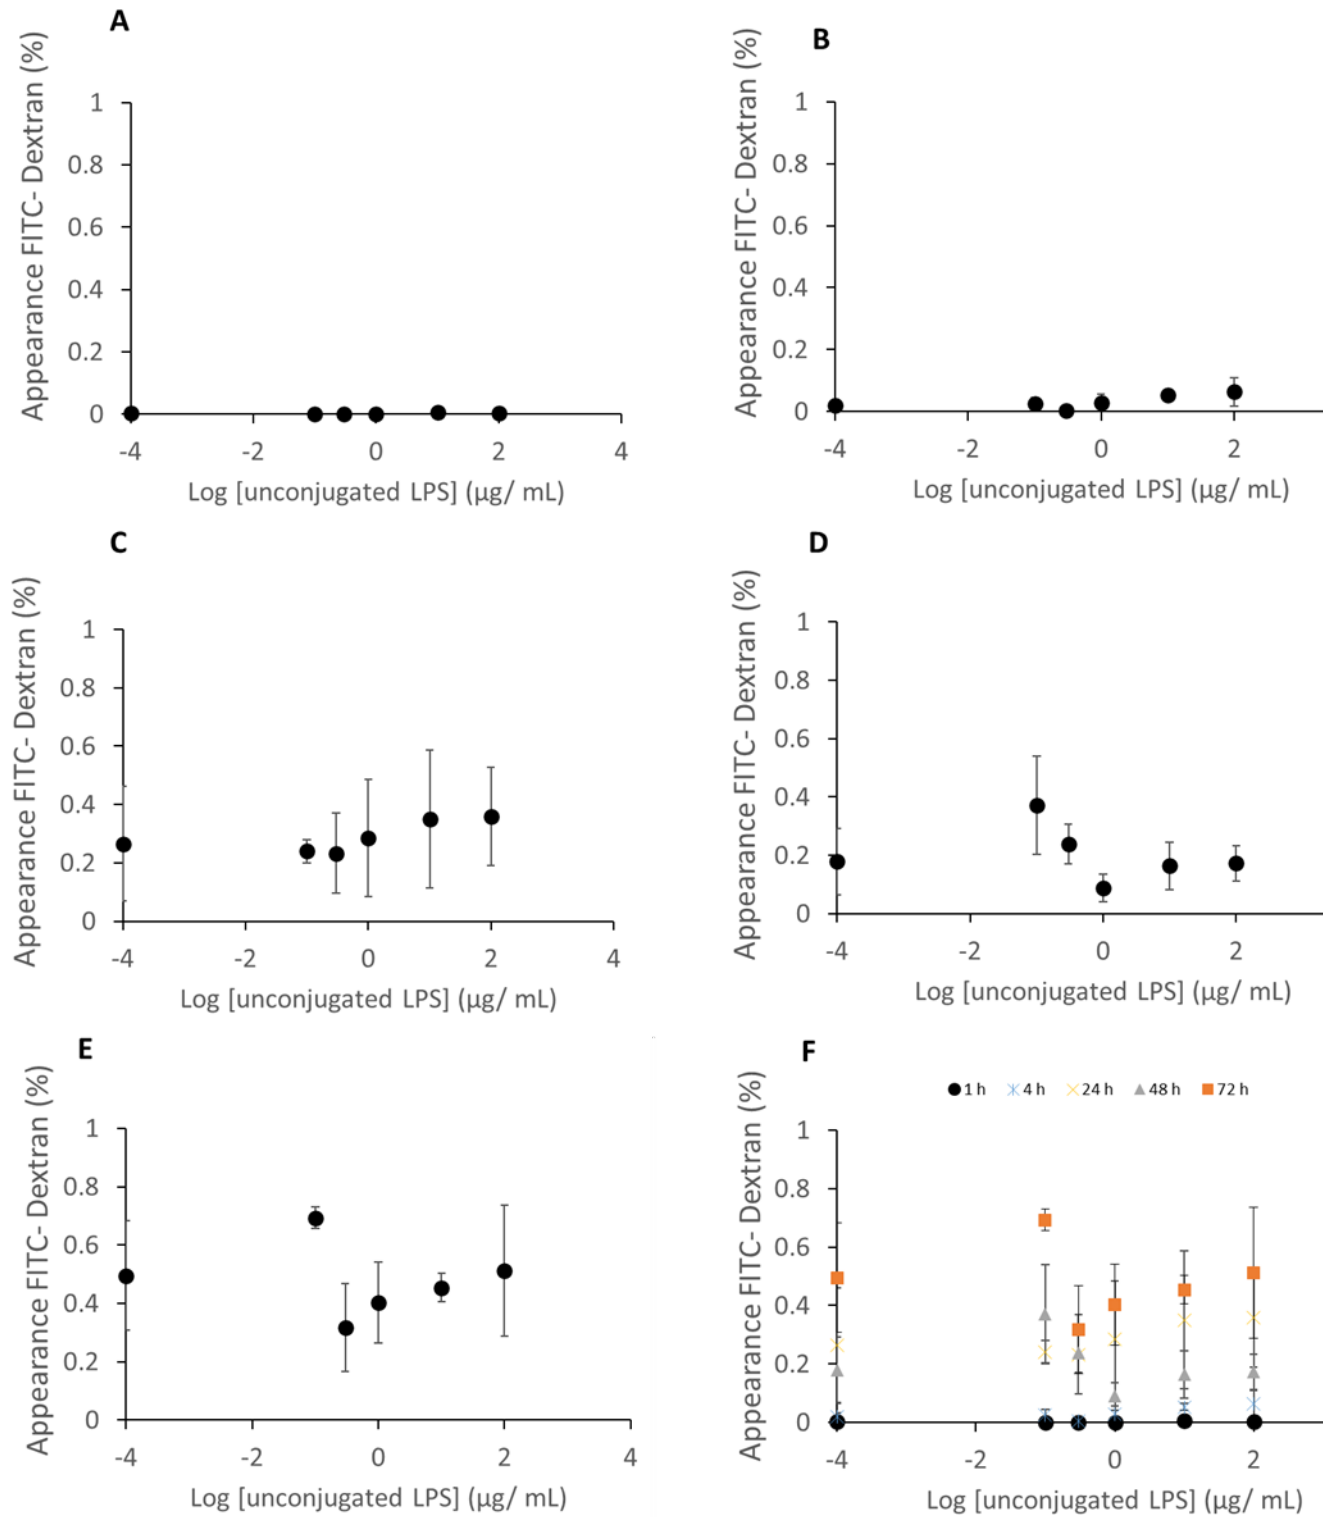 A
Appearance FITC- Dextran (%)
1
0.8
0.6
0.4
0.2
0
-4 -2 0 2 4
Log [unconjugated LPS] (µg/ mL)
B
Appearance FITC- Dextran (%)
1
0.8
0.6
0.4
0.2
0
-4 -2 0 2
Log [unconjugated LPS] (µg/ mL)
C
Appearance FITC- Dextran (%)
1
0.8
0.6
0.4
0.2
0
-4 -2 0 2 4
Log [unconjugated LPS] (µg/ mL)
D
Appearance FITC- Dextran (%)
1
0.8
0.6
0.4
0.2
0
-4 -2 0 2
Log [unconjugated LPS] (µg/ mL)
E
Appearance FITC- Dextran (%)
1
0.8
0.6
0.4
0.2
0
-4 -2 0 2 4
Log [unconjugated LPS] (µg/ mL)
F
1 h 4 h 24 h 48 h 72 h
Appearance FITC- Dextran (%)
1
0.8
0.6
0.4
0.2
0
-4 -2 0 2
Log [unconjugated LPS] (µg/ mL)